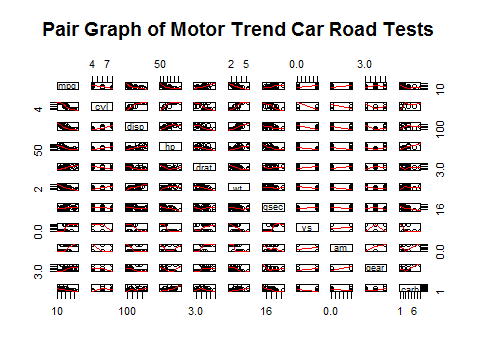 Pair Graph of Motor Trend Car Road Tests
4 7 50 2 5 0.0 3.0
mpg 10
4 cyl
disp 100
50 hp
drat 3.0
2 wt
qsec 16
0.0 vs
am 0.0
3.0 gear
carb 1
10 100 3.0 16 0.0 1 6